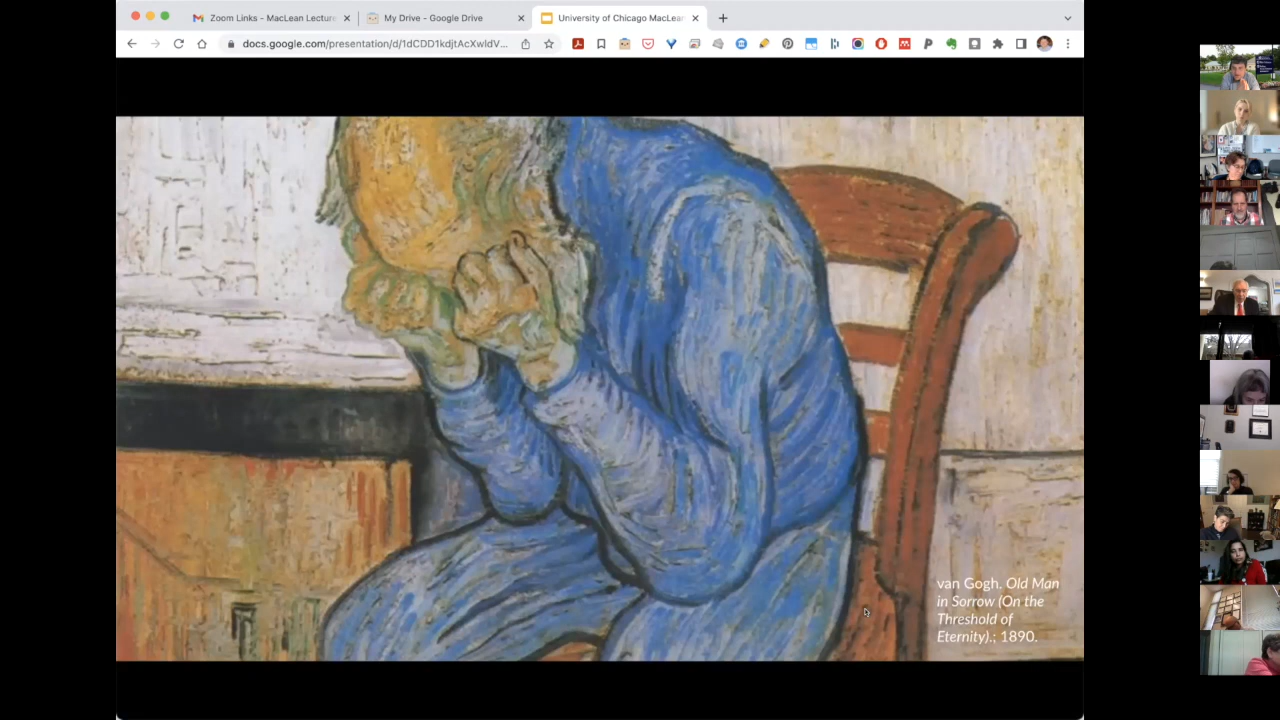 Zoom Links - MacLean Lecture
My Drive - Google Drive
University of Chicago MacLean
docs.google.com/presentation/d/1dCDD1kdjtAcXwldV...
van Gogh. Old Man
in Sorrow (On the
Threshold of
Eternity).; 1890.